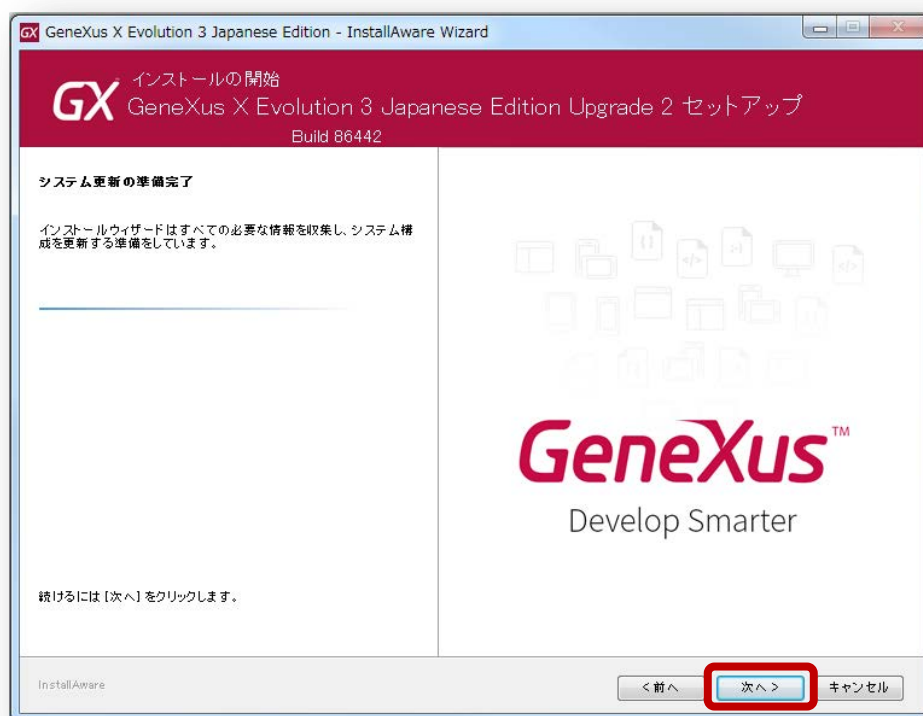 GX GeneXus X Evolution 3 Japanese Edition - InstallAware Wizard
GX
インストールの開始
GeneXus X Evolution 3 Japanese Edition Upgrade 2 セットアップ
Build 86442
システム更新の準備完了
インストールウィザードはすべての必要な情報を収集し、システム構
成を更新する準備をしています。
GeneXus™
Develop Smarter
続けるには [次へ] をクリックします。
InstallAware
< 前へ
次へ >
キャンセル